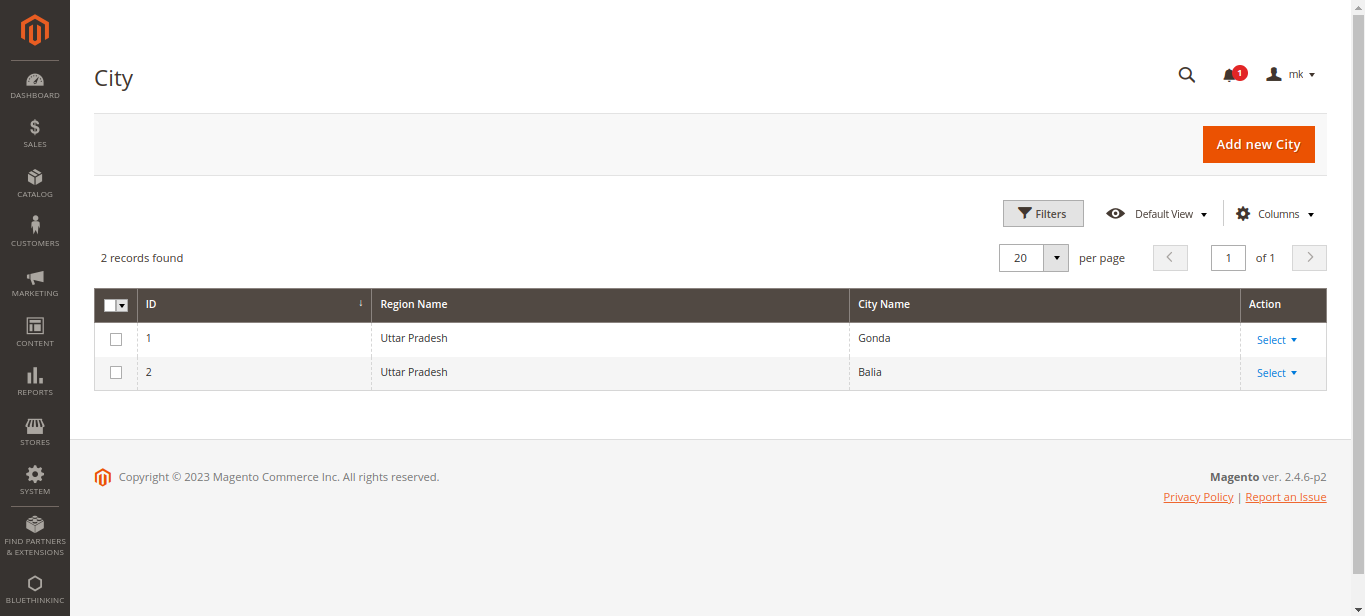 DASHBOARD
SALES
CATALOG
CUSTOMERS
MARKETING
CONTENT
REPORTS
STORES
SYSTEM
FIND PARTNERS
& EXTENSIONS
BLUETHINKINC
City
1
mk
Add new City
Filters
Default View
Columns
2 records found
20
per page
1
of 1
ID ↓ Region Name City Name Action
1 Uttar Pradesh Gonda Select
2 Uttar Pradesh Balia Select
Copyright © 2023 Magento Commerce Inc. All rights reserved.
Magento ver. 2.4.6-p2
Privacy Policy | Report an Issue